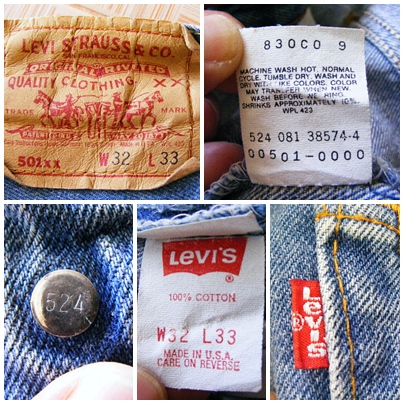 LEVI STRAUSS & CO.
ORIGINAL RIVETED
QUALITY CLOTHING XX
TRADE MARK
501XX W32 L33
830C0 9
MACHINE WASH HOT. NORMAL
CYCLE. TUMBLE DRY. WASH AND
DRY WITH LIKE COLORS. COLOR
MAY TRANSFER WHEN NEW.
WASH BEFORE WEARING.
SHRINKS APPROXIMATELY 10%
WPL 423
524 081 38574-4
00501-0000
524
LEVI'S
®
100% COTTON
W32 L33
MADE IN U.S.A.
CARE ON REVERSE
LEVI'S
®